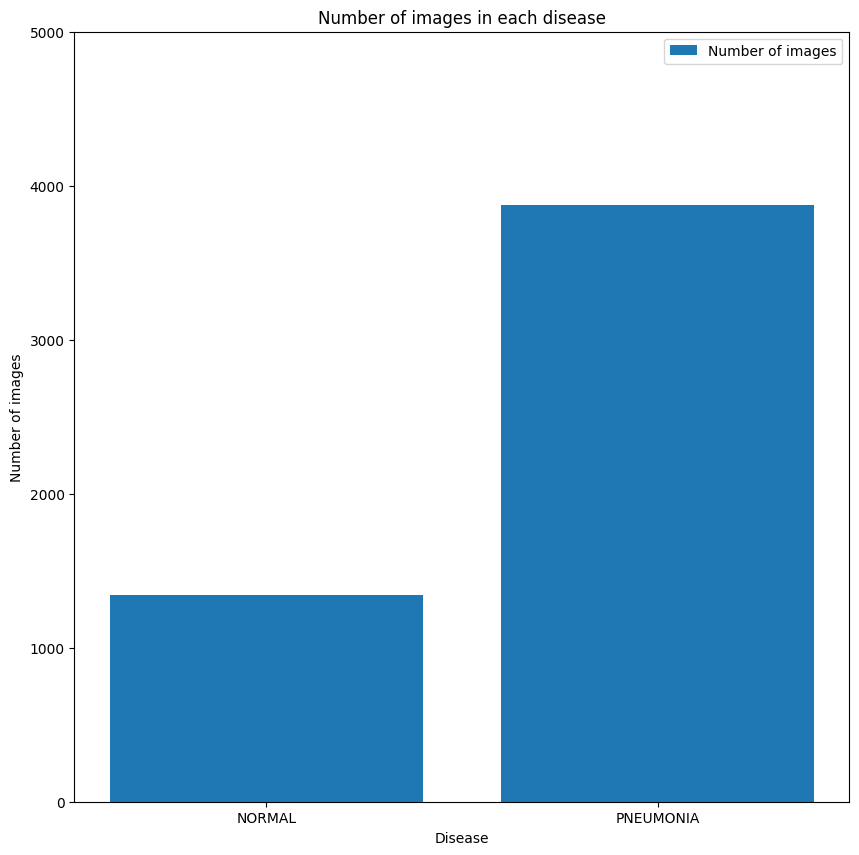 Number of images in each disease
Number of images
5000
4000
3000
2000
1000
0
Number of images
NORMAL
PNEUMONIA
Disease